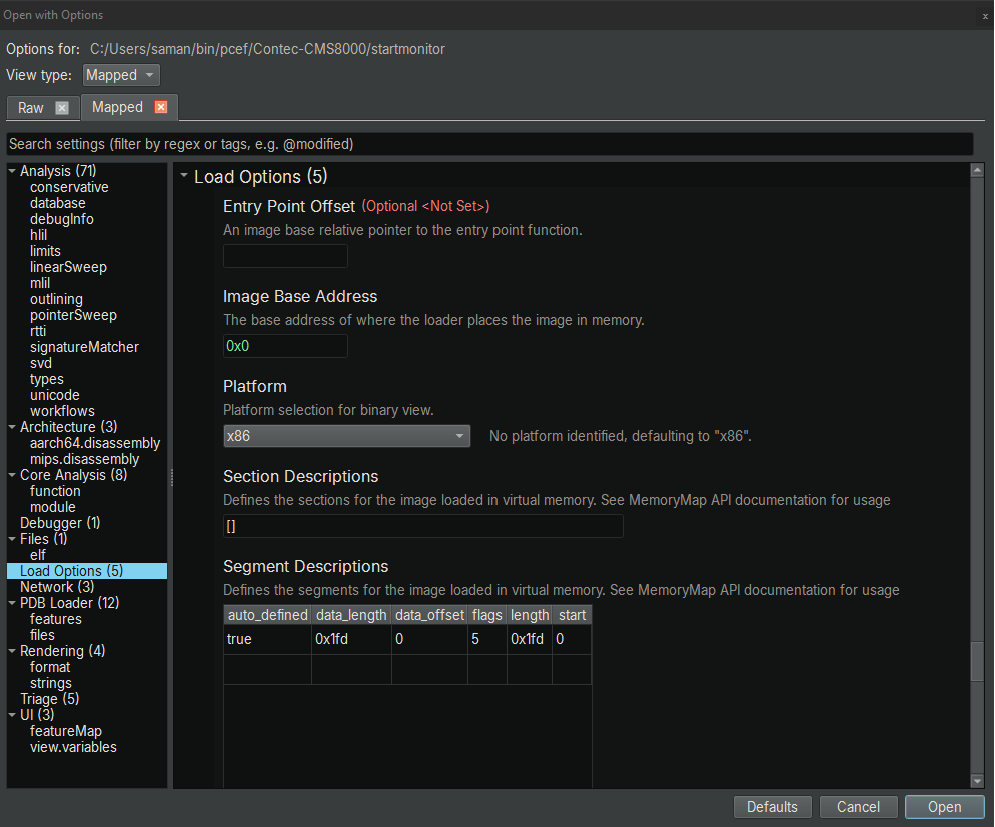 Open with Options
x
Options for: C:/Users/saman/bin/pcef/Contec-CMS8000/startmonitor
View type: Mapped
Raw Mapped
Search settings (filter by regex or tags, e.g. @modified)
Analysis (71)
conservative
database
debugInfo
hlil
limits
linearSweep
mlil
outlining
pointerSweep
rtti
signatureMatcher
svd
types
unicode
workflows
Architecture (3)
aarch64.disassembly
mips.disassembly
Core Analysis (8)
function
module
Debugger (1)
Files (1)
elf
Load Options (5)
Network (3)
PDB Loader (12)
features
files
Rendering (4)
format
strings
Triage (5)
UI (3)
featureMap
view.variables
Load Options (5)
Entry Point Offset (Optional <Not Set>)
An image base relative pointer to the entry point function.
Image Base Address
The base address of where the loader places the image in memory.
0x0
Platform
Platform selection for binary view.
x86 No platform identified, defaulting to "x86".
Section Descriptions
Defines the sections for the image loaded in virtual memory. See MemoryMap API documentation for usage
[]
Segment Descriptions
Defines the segments for the image loaded in virtual memory. See MemoryMap API documentation for usage
auto_defined data_length data_offset flags length start
true 0x1fd 0 5 0x1fd 0
Defaults Cancel Open